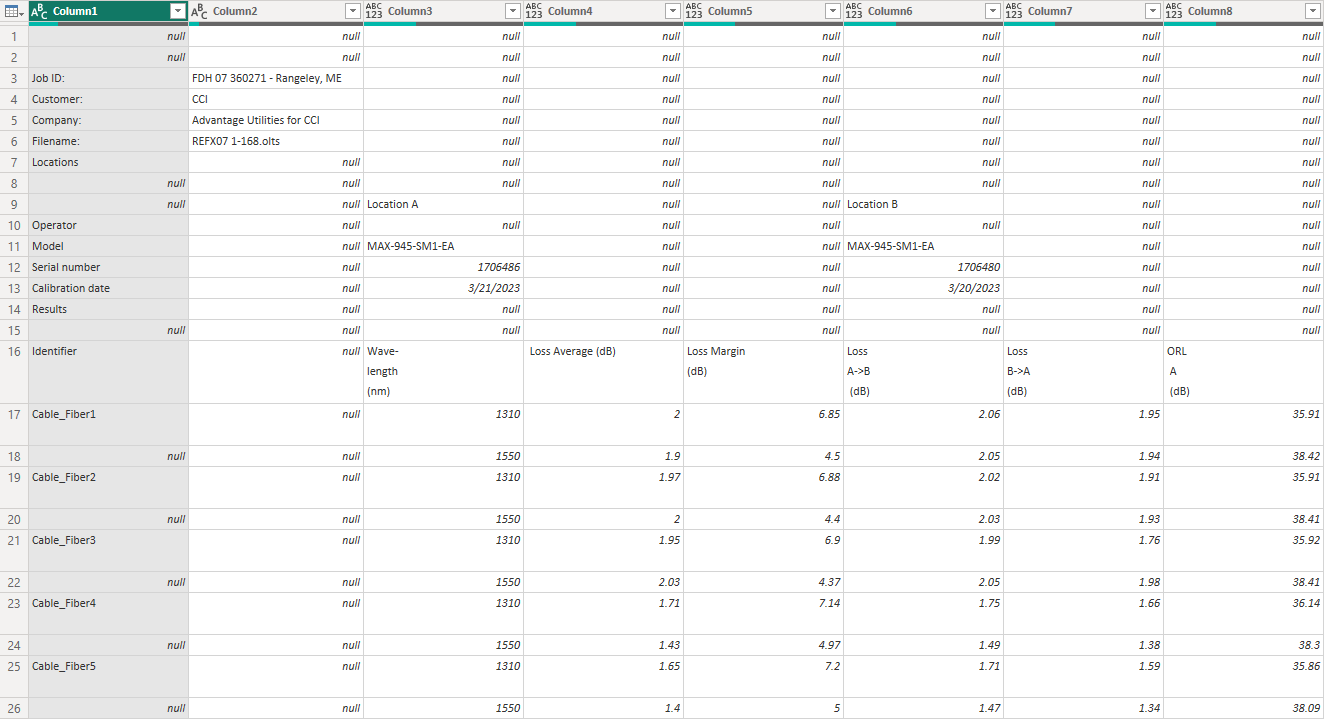 ABC Column1 ABC Column2 ABC 123 Column3 ABC 123 Column4 ABC 123 Column5 ABC 123 Column6 ABC 123 Column7 ABC 123 Column8
1 null null null null null null null null
2 null null null null null null null null
3 Job ID: FDH 07 360271 - Rangeley, ME null null null null null null
4 Customer: CCI null null null null null null
5 Company: Advantage Utilities for CCI null null null null null null
6 Filename: REFX07 1-168.olts null null null null null null
7 Locations null null null null null null null
8 null null null null null null null null
9 null null Location A null null Location B null null
10 Operator null null null null null null null
11 Model null MAX-945-SM1-EA null null MAX-945-SM1-EA null null
12 Serial number null 1706486 null null 1706480 null null
13 Calibration date null 3/21/2023 null null 3/20/2023 null null
14 Results null null null null null null null
15 null null null null null null null null
16 Identifier null Wave- Loss Average (dB) Loss Margin Loss Loss ORL
length (dB) A->B B->A A
(nm) (dB) (dB) (dB)
17 Cable_Fiber1 null 1310 2 6.85 2.06 1.95 35.91
18 null null 1550 1.9 4.5 2.05 1.94 38.42
19 Cable_Fiber2 null 1310 1.97 6.88 2.02 1.91 35.91
20 null null 1550 2 4.4 2.03 1.93 38.41
21 Cable_Fiber3 null 1310 1.95 6.9 1.99 1.76 35.92
22 null null 1550 2.03 4.37 2.05 1.98 38.41
23 Cable_Fiber4 null 1310 1.71 7.14 1.75 1.66 36.14
24 null null 1550 1.43 4.97 1.49 1.38 38.3
25 Cable_Fiber5 null 1310 1.65 7.2 1.71 1.59 35.86
26 null null 1550 1.4 5 1.47 1.34 38.09